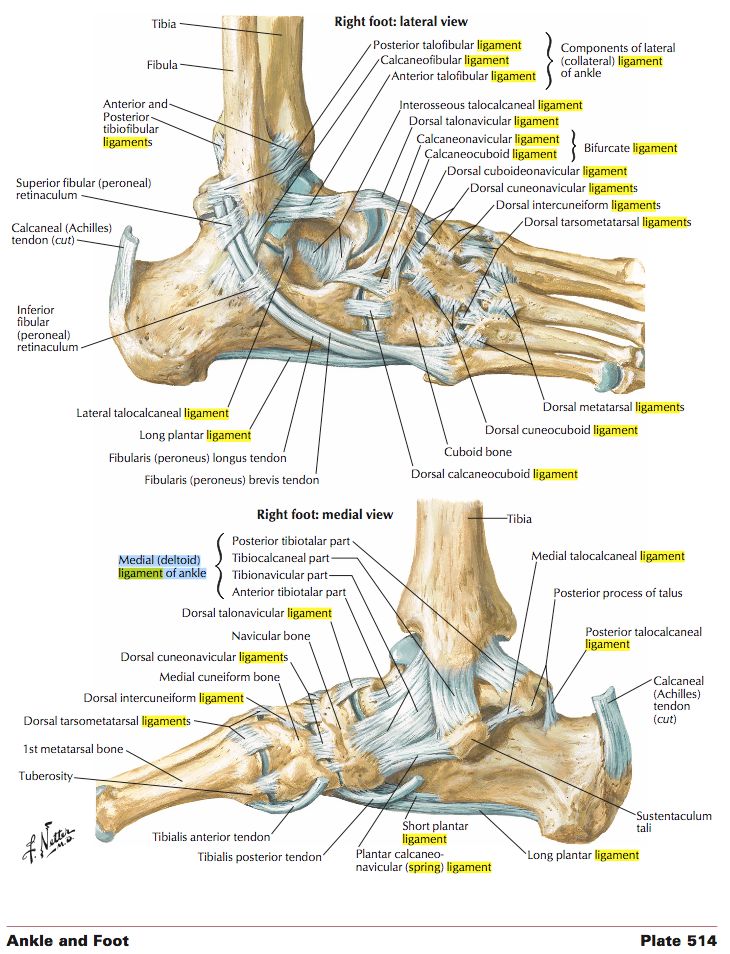 Right foot: lateral view
Tibia
Fibula
Anterior and
Posterior
tibiofibular
ligaments
Superior fibular (peroneal)
retinaculum
Calcaneal (Achilles)
tendon (cut)
Inferior
fibular
(peroneal)
retinaculum
Posterior talofibular ligament
Calcaneofibular ligament
Anterior talofibular ligament
Components of lateral
(collateral) ligament
of ankle
Interosseous talocalcaneal ligament
Dorsal talonavicular ligament
Calcaneonavicular ligament
Calcaneocuboid ligament
Bifurcate ligament
Dorsal cuboideonavicular ligament
Dorsal cuneonavicular ligaments
Dorsal intercuneiform ligaments
Dorsal tarsometatarsal ligaments
Lateral talocalcaneal ligament
Long plantar ligament
Fibularis (peroneus) longus tendon
Fibularis (peroneus) brevis tendon
Dorsal metatarsal ligaments
Dorsal cuneocuboid ligament
Cuboid bone
Dorsal calcaneocuboid ligament
Right foot: medial view
Medial (deltoid)
ligament of ankle
Posterior tibiotalar part
Tibiocalcaneal part
Tibionavicular part
Anterior tibiotalar part
Dorsal talonavicular ligament
Navicular bone
Dorsal cuneonavicular ligaments
Medial cuneiform bone
Dorsal intercuneiform ligament
Dorsal tarsometatarsal ligaments
1st metatarsal bone
Tuberosity
Tibialis anterior tendon
Tibialis posterior tendon
Tibia
Medial talocalcaneal ligament
Posterior process of talus
Posterior talocalcaneal
ligament
Calcaneal
(Achilles)
tendon
(cut)
Sustentaculum
tali
Short plantar
ligament
Plantar calcaneo-
navicular (spring) ligament
Long plantar ligament
F. Netter
M.D.
Ankle and Foot
Plate 514